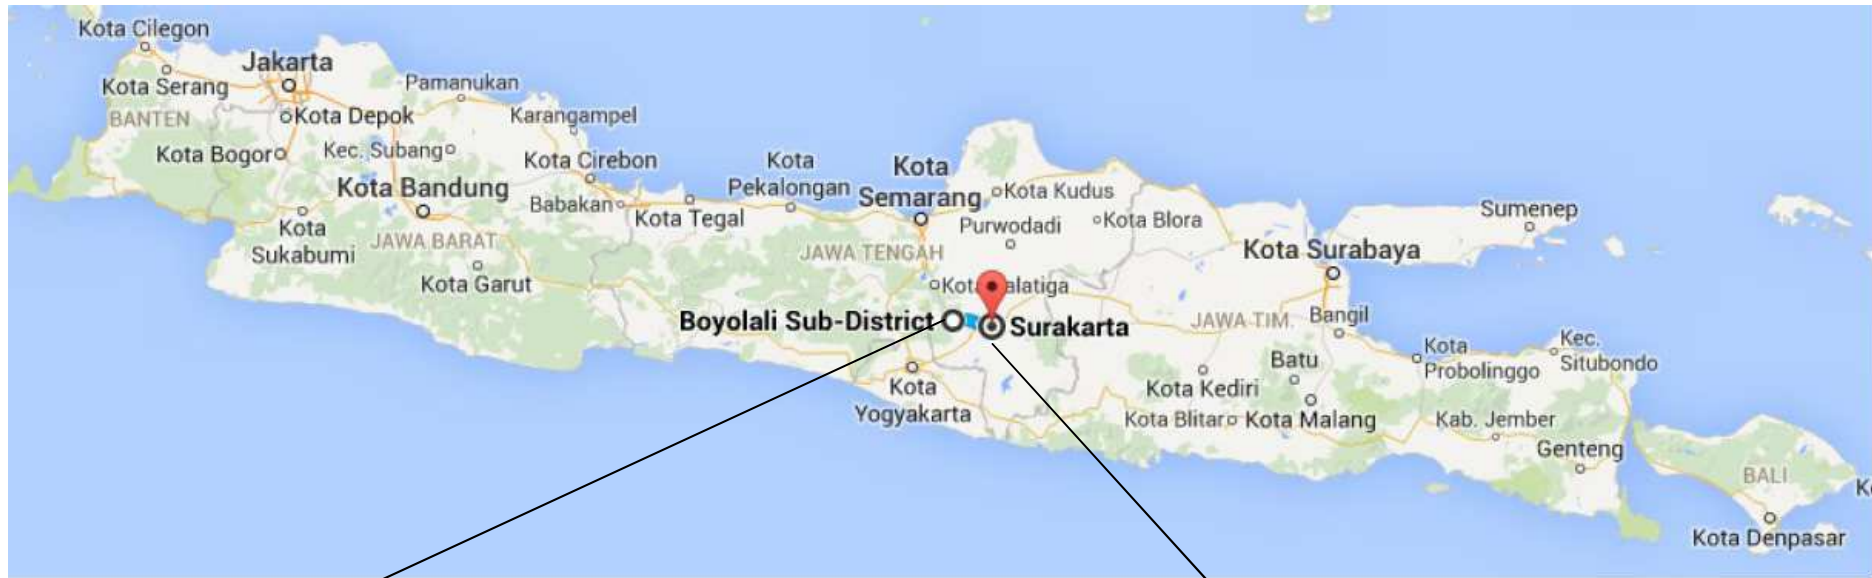 Kota Cilegon
Jakarta
Kota Serang
Pamanukan
BANTEN
Kota Depok
Karangampel
Kota Bogor
Kec. Subang
Kota Cirebon
Kota
Pekalongan
Kota
Semarang
Kota Bandung
Babakan
Kota Tegal
Kota Kudus
Kota Blora
Purwodadi
Sumenep
Kota
Sukabumi
JAWA BARAT
JAWA TENGAH
Kota Surabaya
Kota Garut
Boyolali Sub-District
Surakarta
JAWA TIM.
Bangil
Kota
Yogyakarta
Kota Kediri
Batu
Kota
Probolinggo
Kec.
Situbondo
Kota Blitar
Kota Malang
Kab. Jember
Genteng
BALI
Kota Denpasar